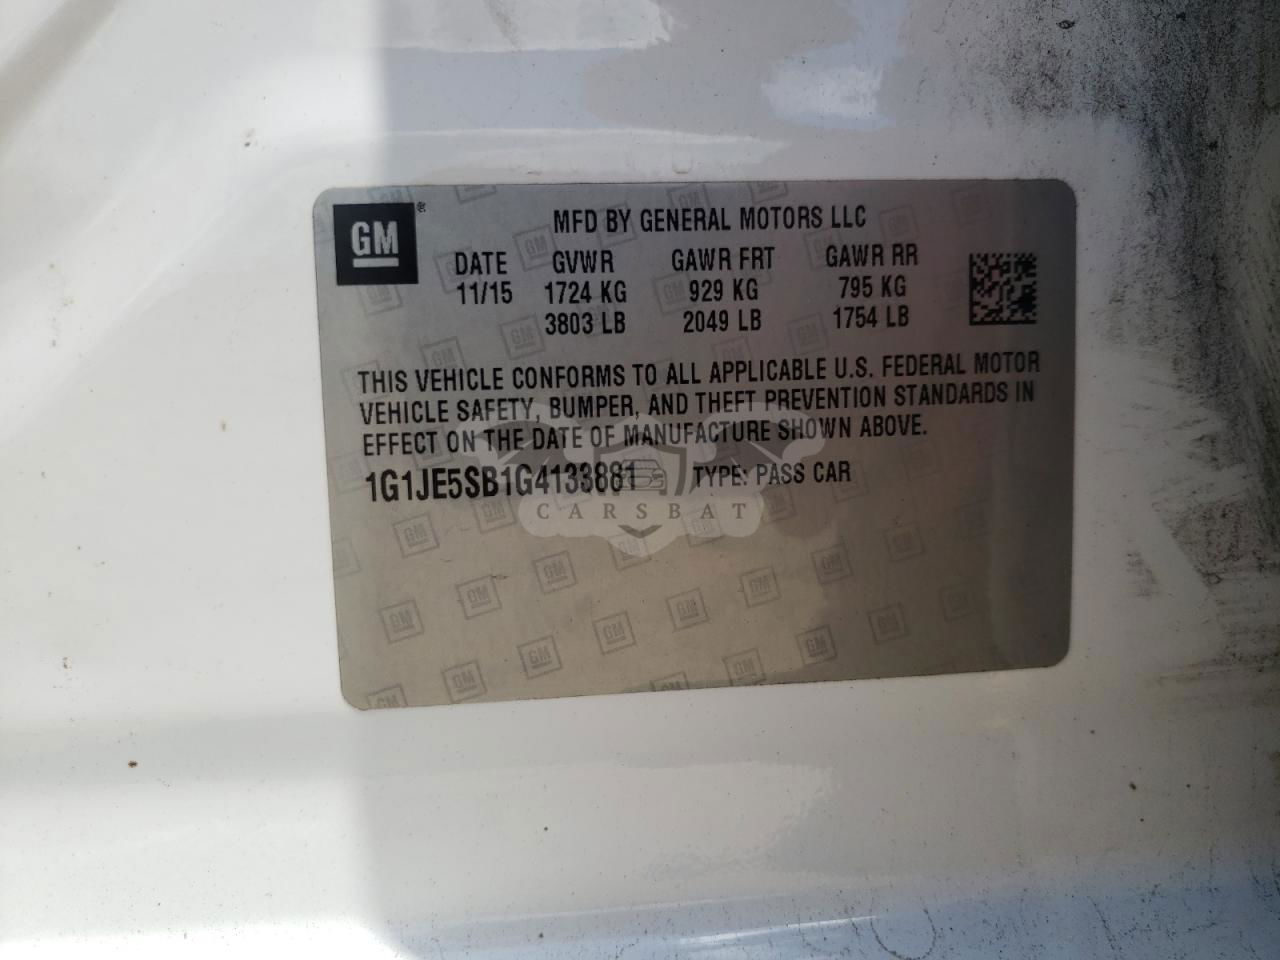 GM®
MFD BY GENERAL MOTORS LLC
DATE GVWR GAWR FRT GAWR RR
11/15 1724 KG 929 KG 795 KG
3803 LB 2049 LB 1754 LB
THIS VEHICLE CONFORMS TO ALL APPLICABLE U.S. FEDERAL MOTOR
VEHICLE SAFETY, BUMPER, AND THEFT PREVENTION STANDARDS IN
EFFECT ON THE DATE OF MANUFACTURE SHOWN ABOVE.
1G1JE5SB1G4133881 TYPE: PASS CAR
CARSBAT